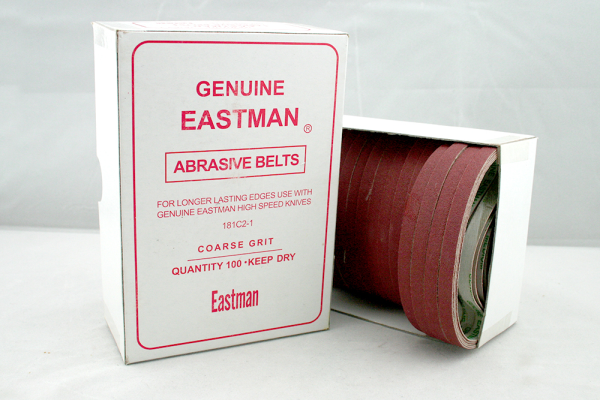 GENUINE
EASTMAN®
ABRASIVE BELTS
FOR LONGER LASTING EDGES USE WITH
GENUINE EASTMAN HIGH SPEED KNIVES
181C2-1
COARSE GRIT
QUANTITY 100 • KEEP DRY
Eastman